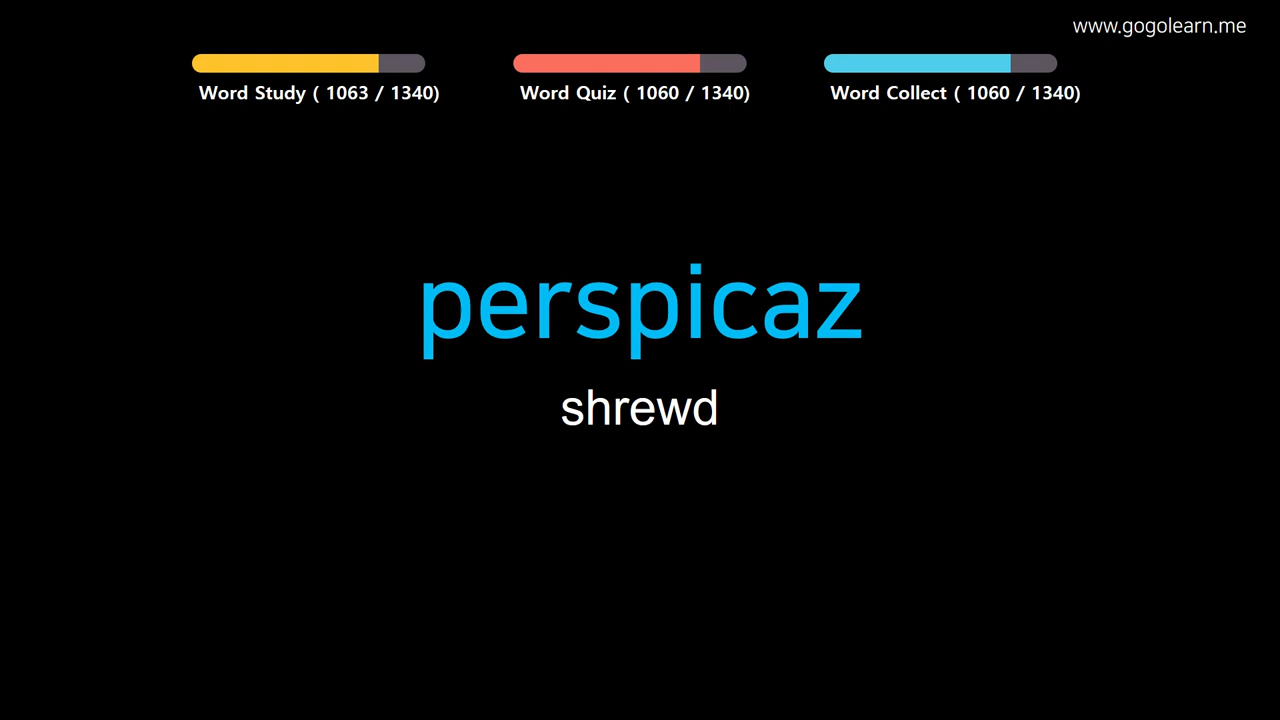 www.gogolearn.me
Word Study ( 1063 / 1340)
Word Quiz ( 1060 / 1340)
Word Collect ( 1060 / 1340)
perspicaz
shrewd